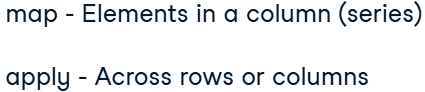 map - Elements in a column (series)
apply - Across rows or columns